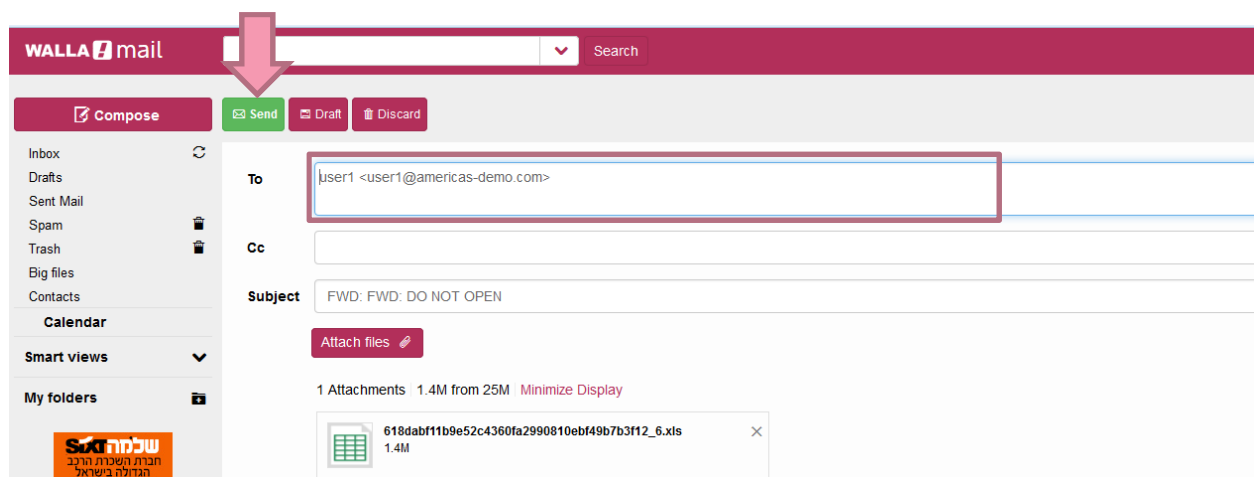 WALLA! mail
Search
Compose
Send
Draft
Discard
Inbox
Drafts
Sent Mail
Spam
Trash
Big files
Contacts
Calendar
Smart views
My folders
To
user1 <user1@americas-demo.com>
Cc
Subject
FWD: FWD: DO NOT OPEN
Attach files
1 Attachments
1.4M from 25M
Minimize Display
618dabf11b9e52c4360fa2990810ebf49b7b3f12_6.xls
1.4M
שלמה SIXT
חברת השכרת הרכב
הגדולה בישראל